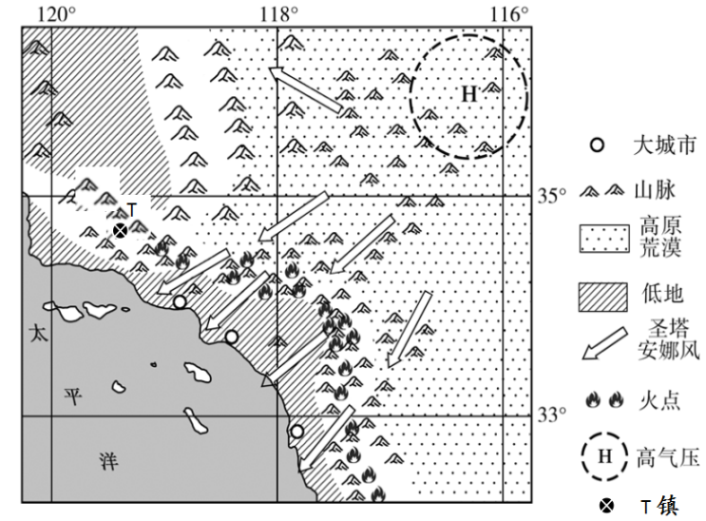 120° 118° 116°
H
T
35°
33°
太
平
洋
大城市
山脉
高原
荒漠
低地
圣塔
安娜风
火点
H 高气压
T镇